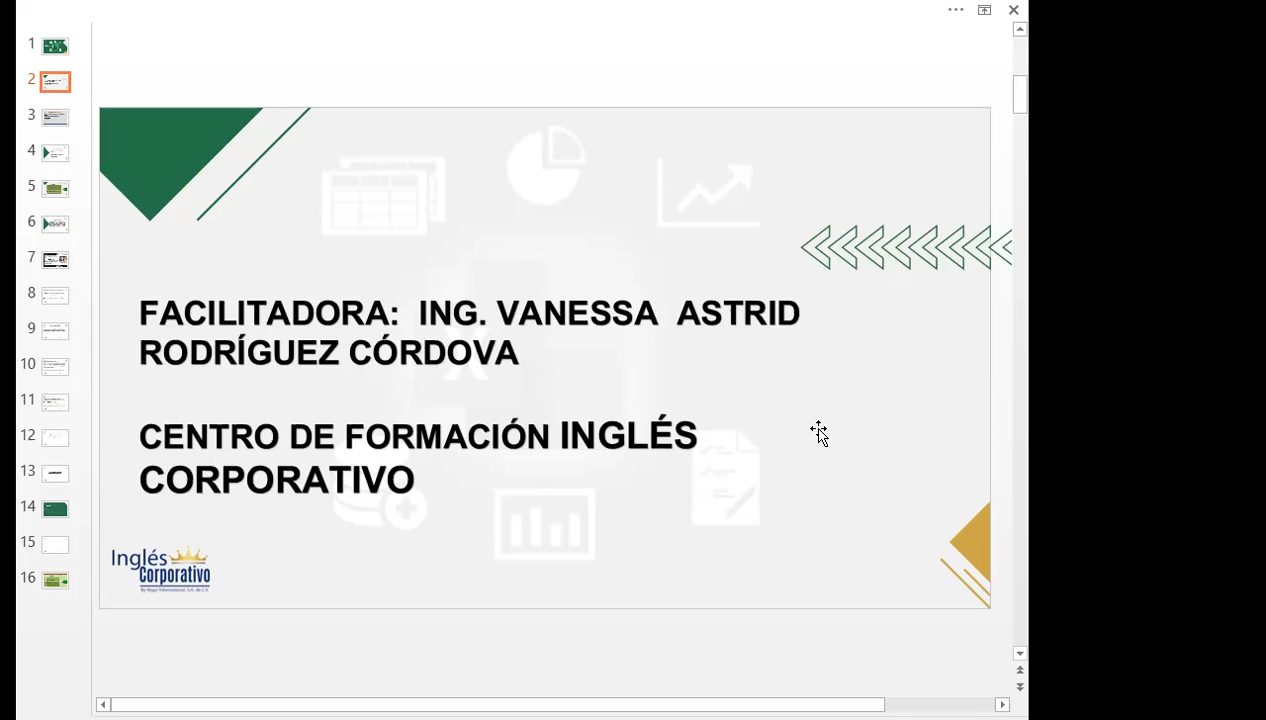 1
2
3
4
5
6
7
8
9
10
11
12
13
14
15
16
FACILITADORA: ING. VANESSA ASTRID
RODRÍGUEZ CÓRDOVA
CENTRO DE FORMACIÓN INGLÉS
CORPORATIVO
Inglés
Corporativo